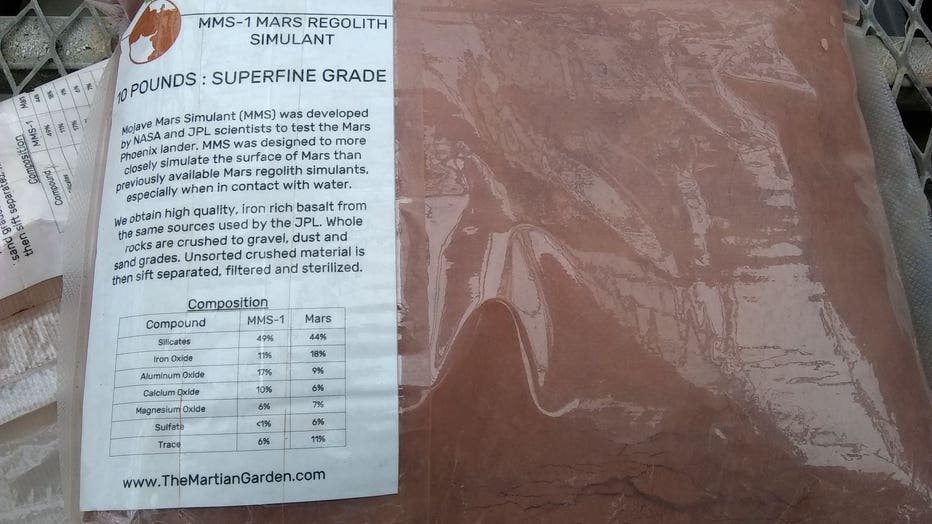 MMS-1 MARS REGOLITH
SIMULANT
10 POUNDS : SUPERFINE GRADE
Mojave Mars Simulant (MMS) was developed
by NASA and JPL scientists to test the Mars
Phoenix lander. MMS was designed to more
closely simulate the surface of Mars than
previously available Mars regolith simulants,
especially when in contact with water.
We obtain high quality, iron rich basalt from
the same sources used by the JPL. Whole
rocks are crushed to gravel, dust and
sand grades. Unsorted crushed material is
then sift separated, filtered and sterilized.
Composition
Compound MMS-1 Mars
Silicates 49% 44%
Iron Oxide 11% 18%
Aluminum Oxide 17% 9%
Calcium Oxide 10% 6%
Magnesium Oxide 6% 7%
Sulfate <1% 6%
Trace 6% 11%
www.TheMartianGarden.com
then sift separated,
Composition
Compound MMS-1